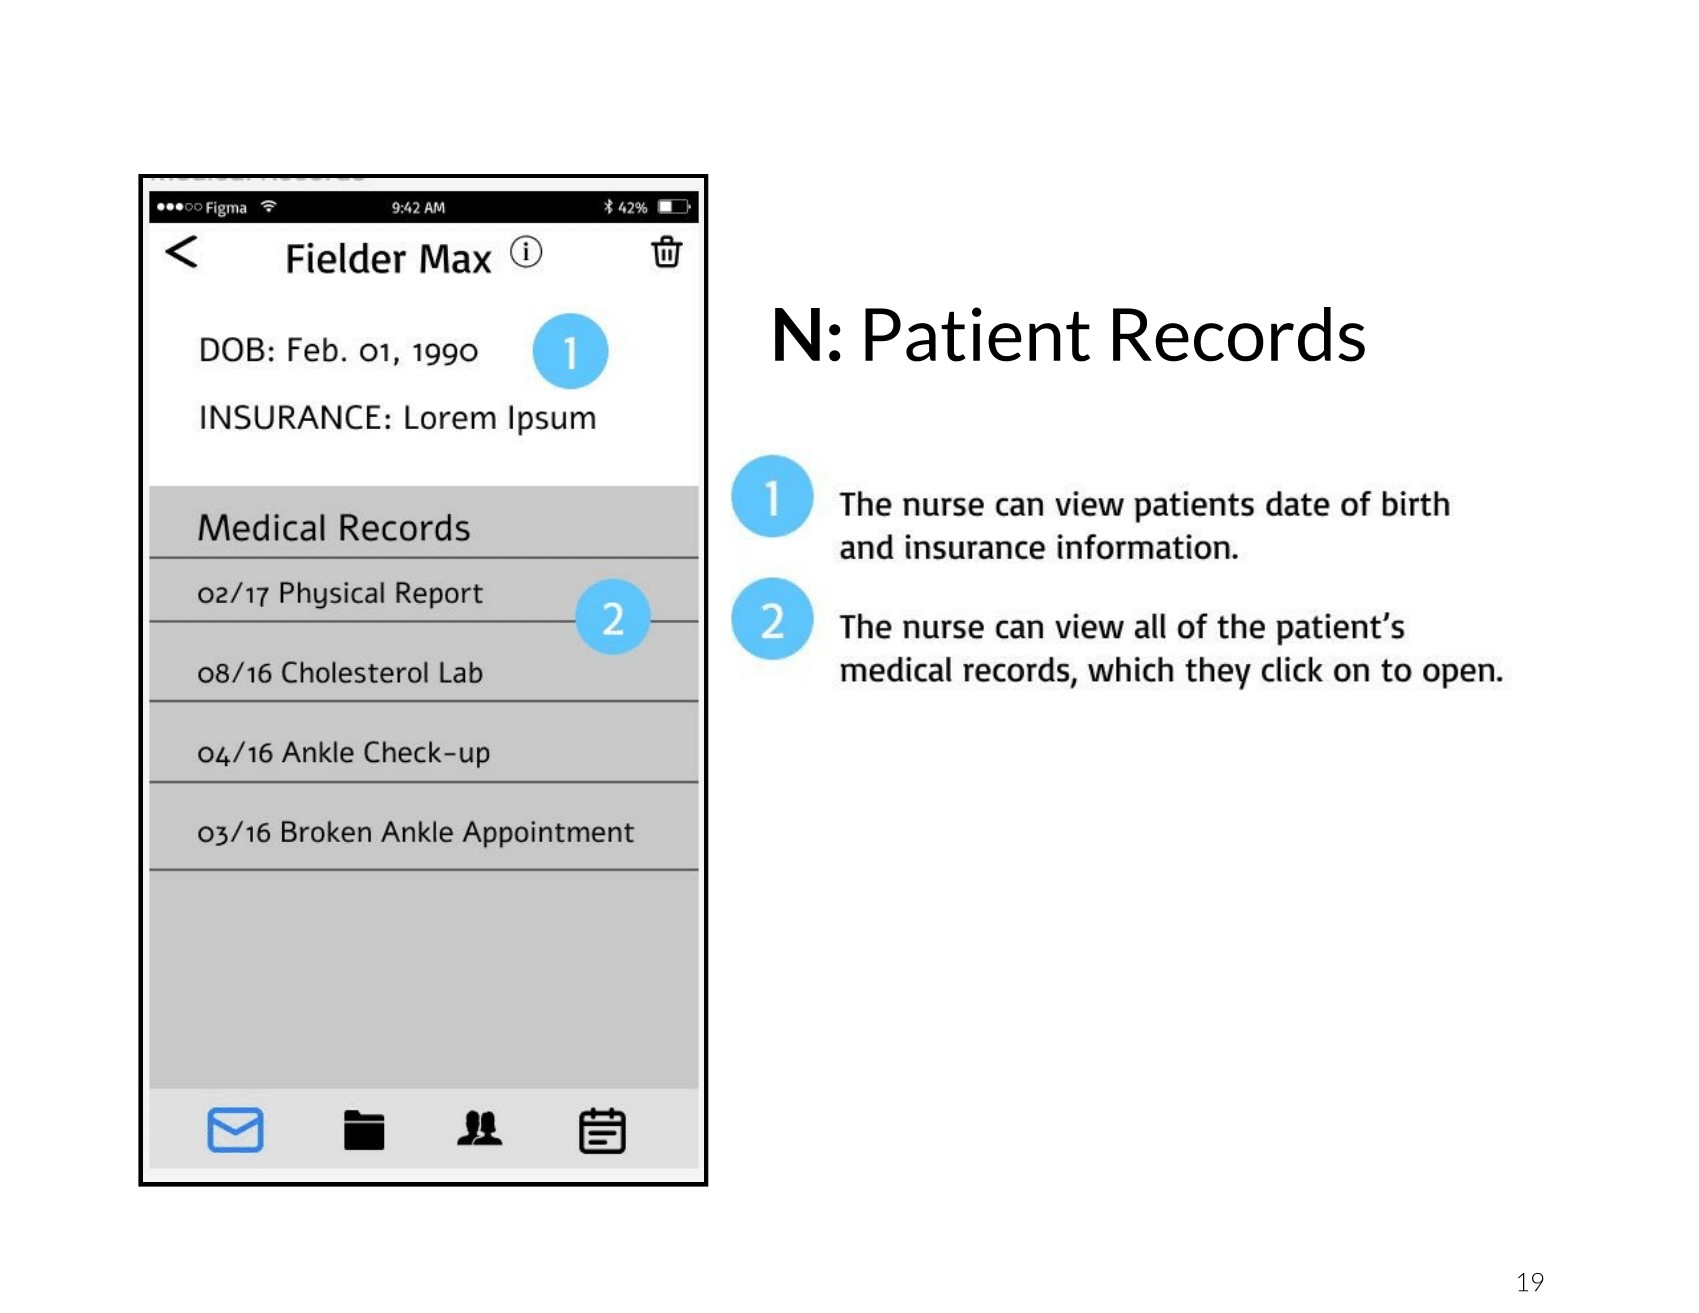 Medical Records
Figma 9:42 AM 42%
Fielder Max i
DOB: Feb. 01, 1990 1
INSURANCE: Lorem Ipsum
Medical Records
02/17 Physical Report
2
08/16 Cholesterol Lab
04/16 Ankle Check-up
03/16 Broken Ankle Appointment
N: Patient Records
1
The nurse can view patients date of birth
and insurance information.
2
The nurse can view all of the patient's
medical records, which they click on to open.
19